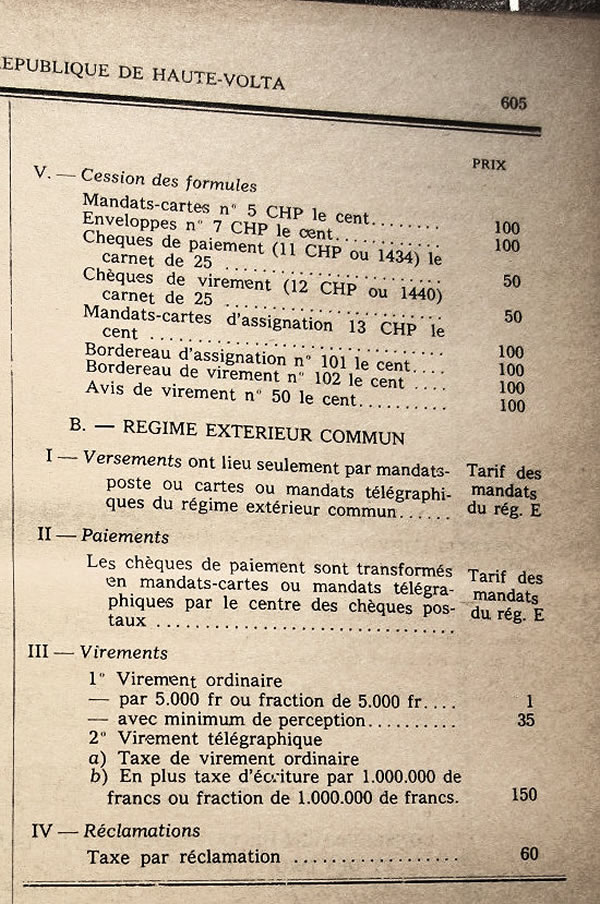 REPUBLIQUE DE HAUTE-VOLTA 605
PRIX
V. — Cession des formules
Mandats-cartes n° 5 CHP le cent........ 100
Enveloppes n° 7 CHP le cent............ 100
Cheques de paiement (11 CHP ou 1434) le
carnet de 25 ........................ 50
Chèques de virement (12 CHP ou 1440)
carnet de 25 ........................ 50
Mandats-cartes d'assignation 13 CHP le
cent ................................ 100
Bordereau d'assignation n° 101 le cent.... 100
Bordereau de virement n° 102 le cent .... 100
Avis de virement n° 50 le cent.......... 100
B. — REGIME EXTERIEUR COMMUN
I — Versements ont lieu seulement par mandats- Tarif des
poste ou cartes ou mandats télégraphi- mandats
ques du régime extérieur commun...... du rég. E
II — Paiements
Les chèques de paiement sont transformés Tarif des
en mandats-cartes ou mandats télégra- mandats
phiques par le centre des chèques pos- du rég. E
taux ................................
III — Virements
1° Virement ordinaire
— par 5.000 fr ou fraction de 5.000 fr.... 1
— avec minimum de perception.......... 35
2° Virement télégraphique
a) Taxe de virement ordinaire
b) En plus taxe d'écriture par 1.000.000 de
francs ou fraction de 1.000.000 de francs. 150
IV — Réclamations
Taxe par réclamation .................. 60